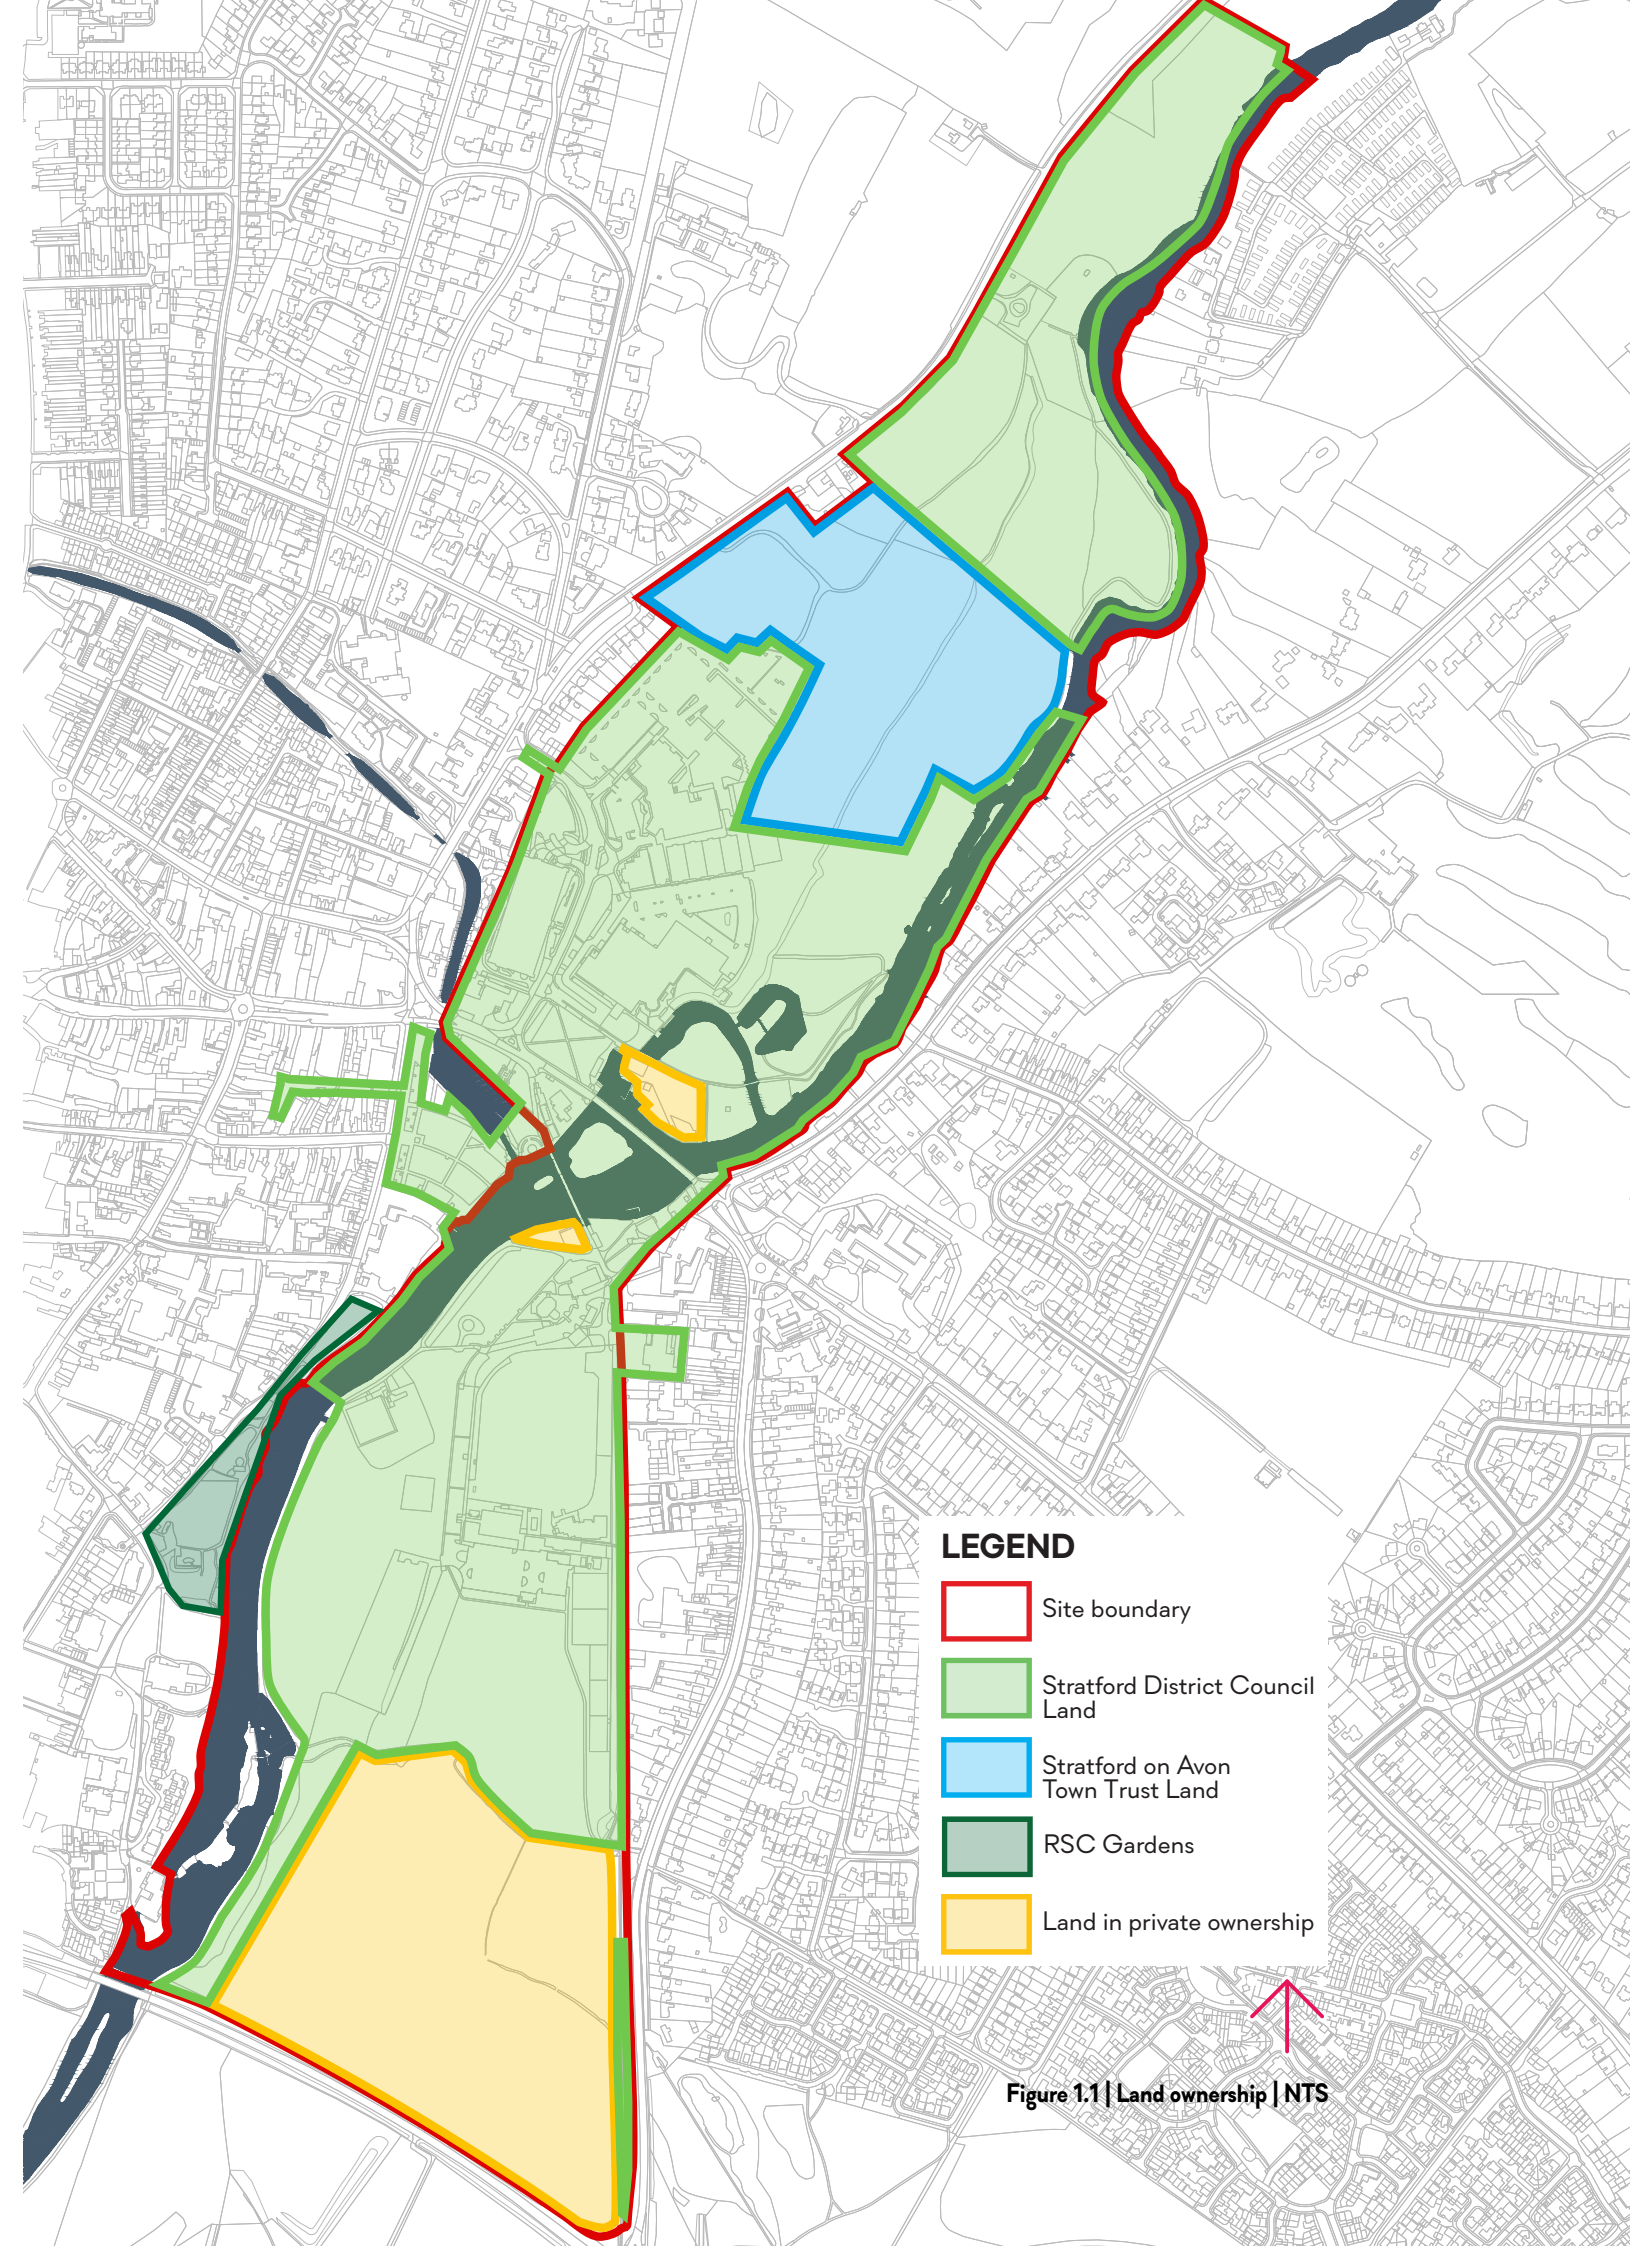 LEGEND
Site boundary
Stratford District Council
Land
Stratford on Avon
Town Trust Land
RSC Gardens
Land in private ownership
Figure 1.1 | Land ownership | NTS